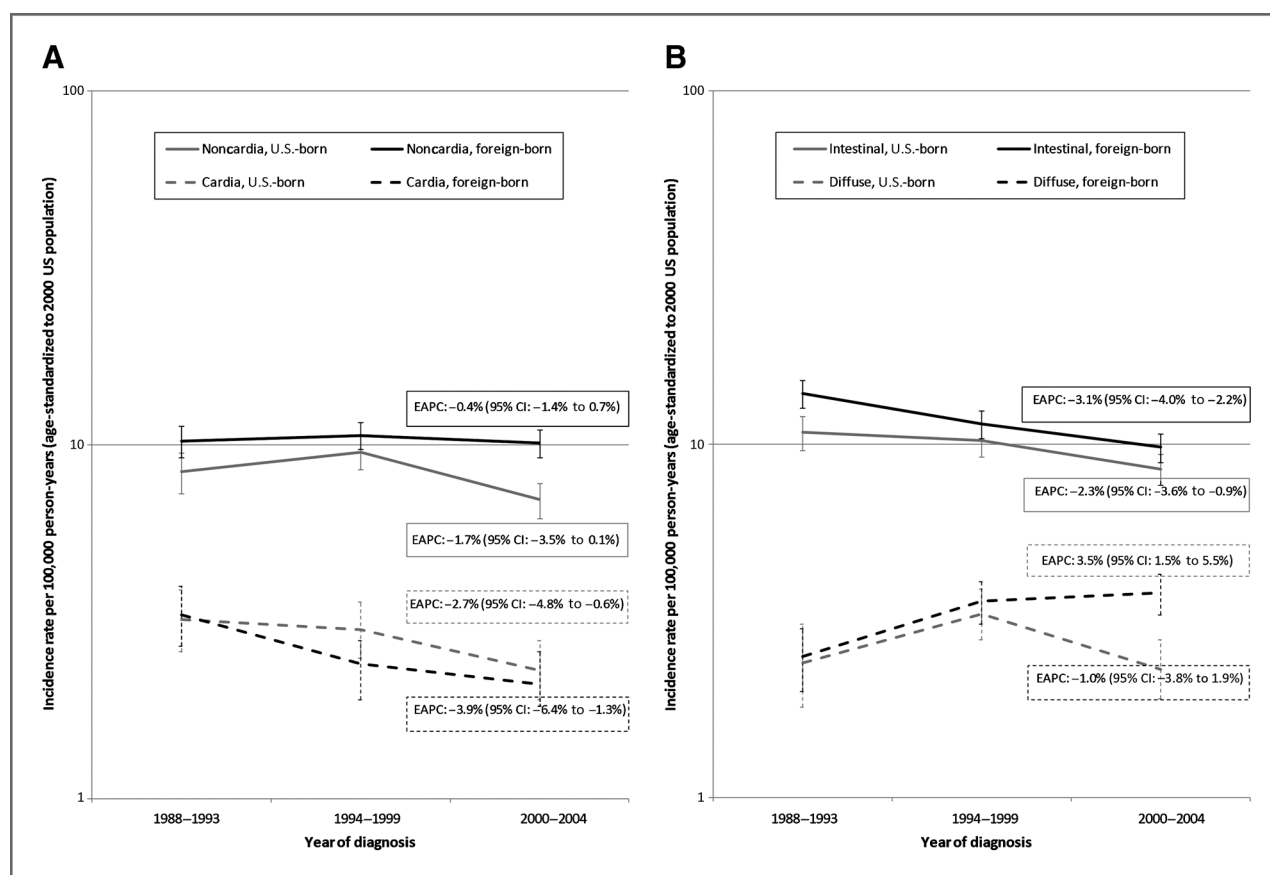 A
Incidence rate per 100,000 person-years (age-standardized to 2000 US population)
100
10
1
Noncardia, U.S.-born
Noncardia, foreign-born
Cardia, U.S.-born
Cardia, foreign-born
EAPC: −0.4% (95% CI: −1.4% to 0.7%)
EAPC: −1.7% (95% CI: −3.5% to 0.1%)
EAPC: −2.7% (95% CI: −4.8% to −0.6%)
EAPC: −3.9% (95% CI: −6.4% to −1.3%)
1988–1993
1994–1999
2000–2004
Year of diagnosis
B
Incidence rate per 100,000 person-years (age-standardized to 2000 US population)
100
10
1
Intestinal, U.S.-born
Intestinal, foreign-born
Diffuse, U.S.-born
Diffuse, foreign-born
EAPC: −3.1% (95% CI: −4.0% to −2.2%)
EAPC: −2.3% (95% CI: −3.6% to −0.9%)
EAPC: 3.5% (95% CI: 1.5% to 5.5%)
EAPC: −1.0% (95% CI: −3.8% to 1.9%)
1988–1993
1994–1999
2000–2004
Year of diagnosis